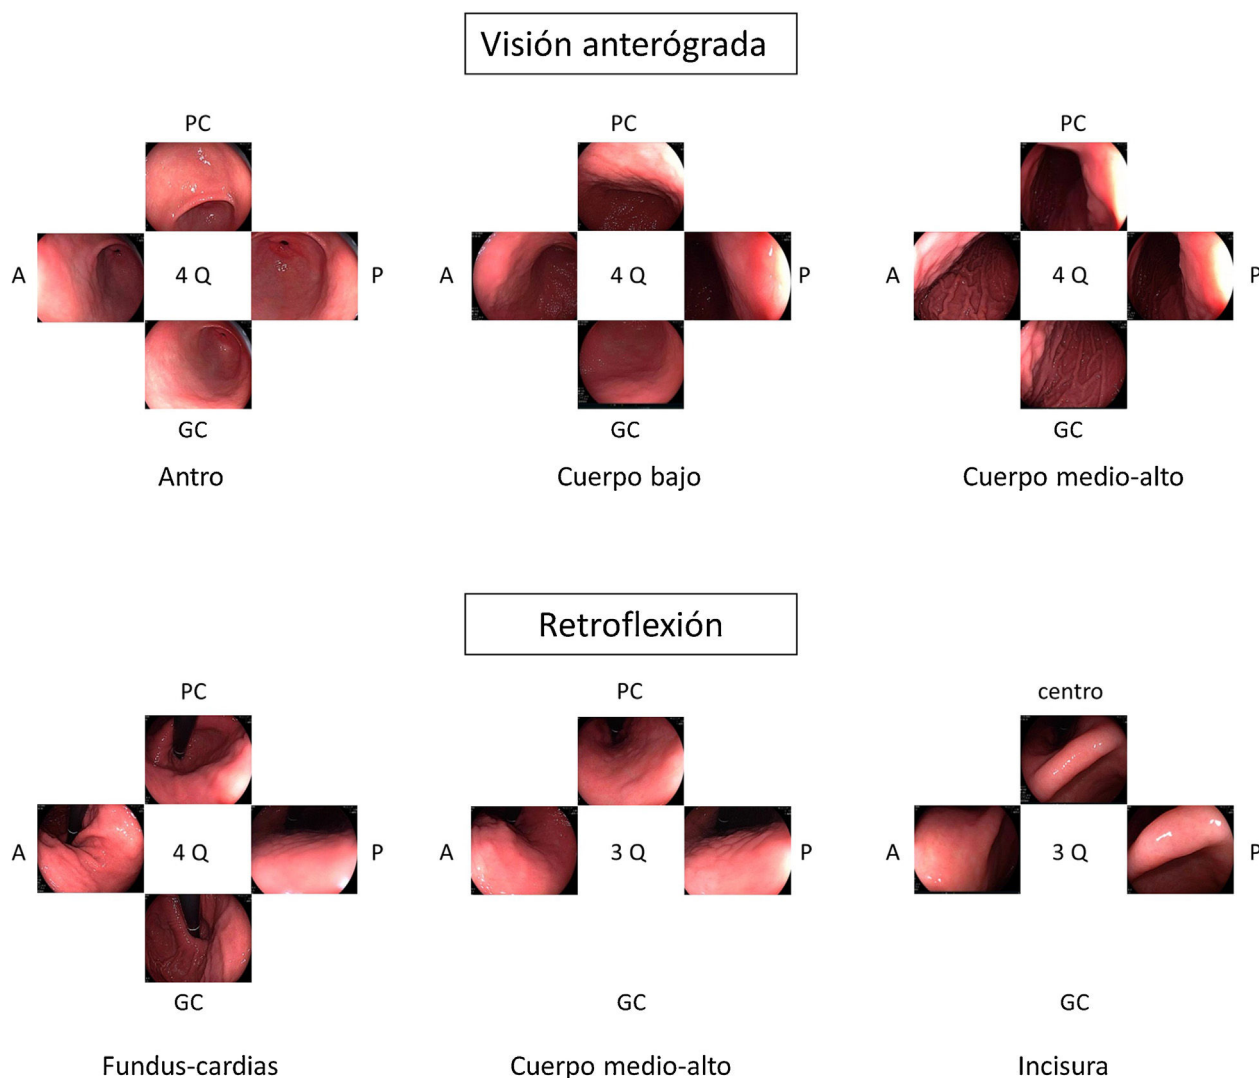 Visión anterógrada
PC
PC
PC
A
4 Q
P
A
4 Q
P
A
4 Q
P
GC
GC
GC
Antro
Cuerpo bajo
Cuerpo medio-alto
Retroflexión
PC
PC
centro
A
4 Q
P
A
3 Q
P
A
3 Q
P
GC
GC
GC
Fundus-cardias
Cuerpo medio-alto
Incisura